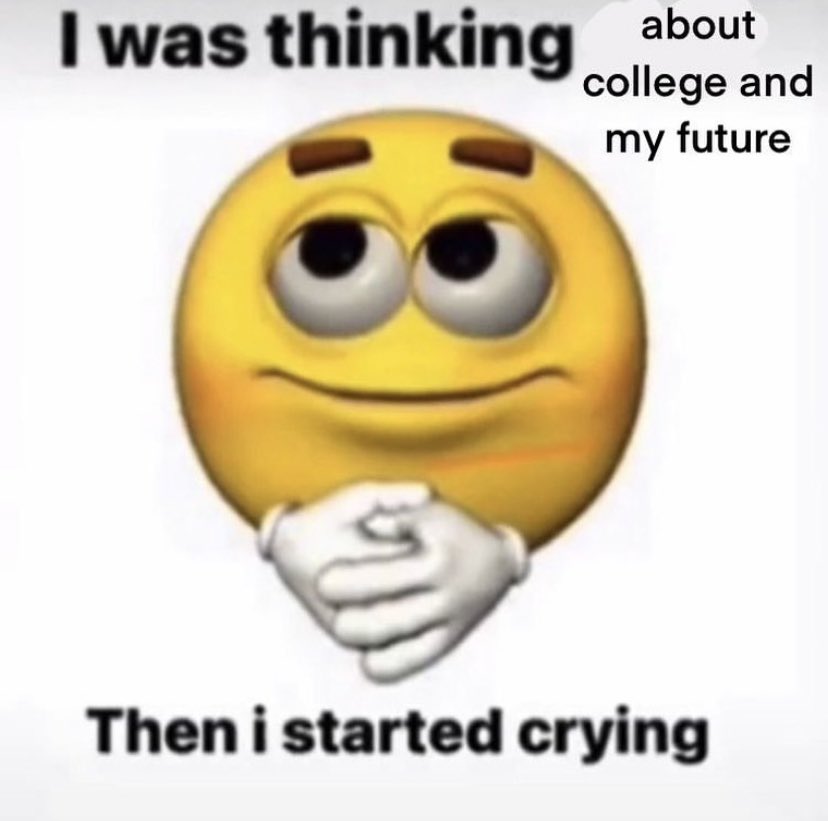 I was thinking about
college and
my future
Then i started crying